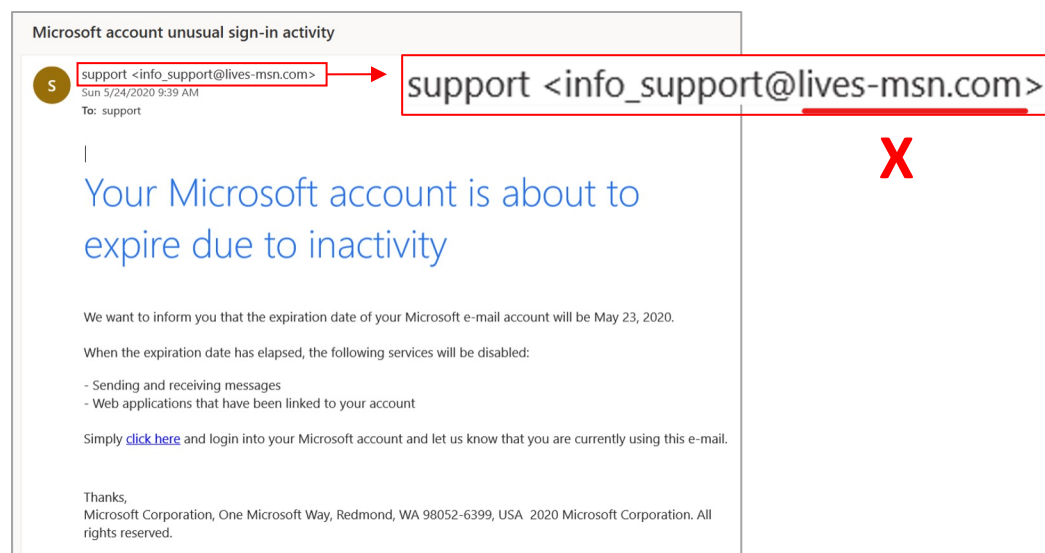 Microsoft account unusual sign-in activity
S
support <info_support@lives-msn.com>
Sun 5/24/2020 9:39 AM
To: support
support <info_support@lives-msn.com>
X
Your Microsoft account is about to
expire due to inactivity
We want to inform you that the expiration date of your Microsoft e-mail account will be May 23, 2020.
When the expiration date has elapsed, the following services will be disabled:
- Sending and receiving messages
- Web applications that have been linked to your account
Simply click here and login into your Microsoft account and let us know that you are currently using this e-mail.
Thanks,
Microsoft Corporation, One Microsoft Way, Redmond, WA 98052-6399, USA 2020 Microsoft Corporation. All
rights reserved.